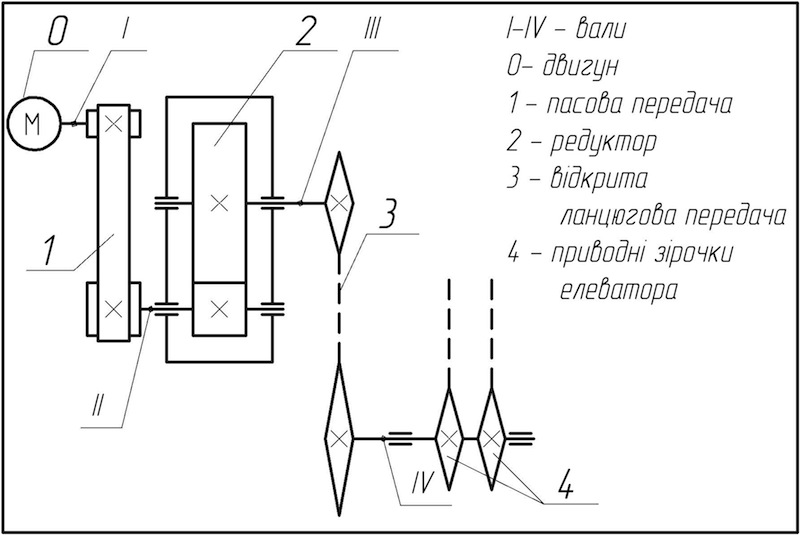 0
I
2
III
M
1
3
II
IV
4
I–IV – вали
0– двигун
1 – пасова передача
2 – редуктор
3 – відкрита
ланцюгова передача
4 – приводні зірочки
елеватора